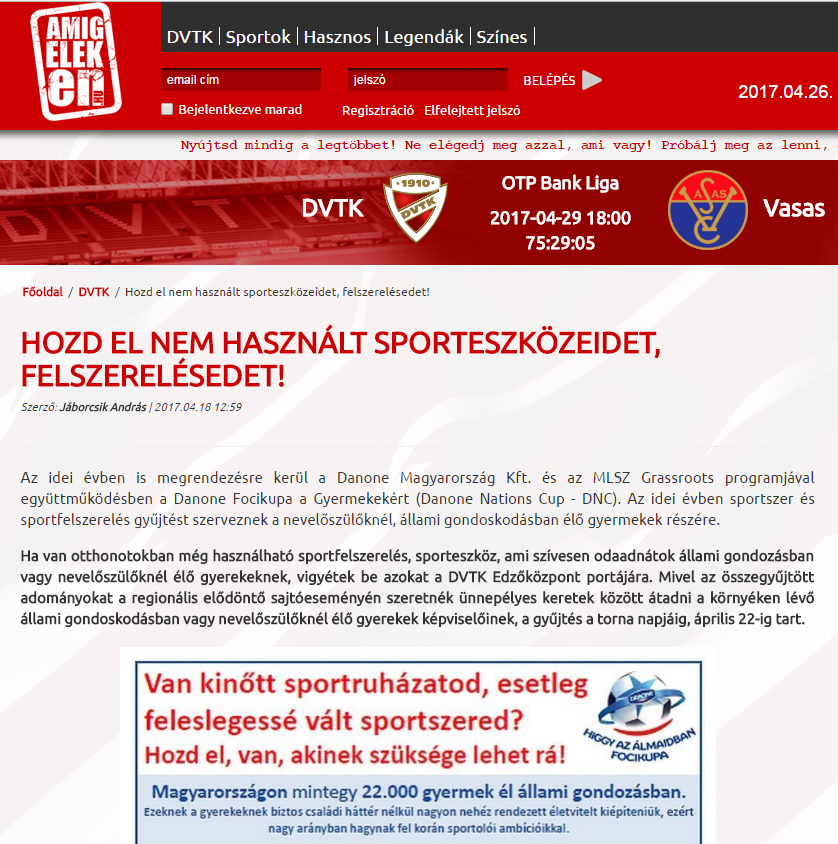 AMIG
ELEK
en.HU
DVTK | Sportok | Hasznos | Legendák | Színes |
email cím
jelszó
BELÉPÉS
Bejelentkezve marad
Regisztráció
Elfelejtett jelszó
2017.04.26.
Nyújtsd mindig a legtöbbet! Ne elégedj meg azzal, ami vagy! Próbálj meg az lenni,
DVTK
1910
DVTK
OTP Bank Liga
2017-04-29 18:00
75:29:05
VASAS
SC
Vasas
DVTK
Főoldal / DVTK / Hozd el nem használt sporteszközeidet, felszerelésedet!
HOZD EL NEM HASZNÁLT SPORTESZKÖZEIDET,
FELSZERELÉSEDET!
Szerző: Jáborcsik András | 2017.04.18 12:59
Az idei évben is megrendezésre kerül a Danone Magyarország Kft. és az MLSZ Grassroots programjával
együttműködésben a Danone Focikupa a Gyermekekért (Danone Nations Cup - DNC). Az idei évben sportszer és
sportfelszerelés gyűjtést szerveznek a nevelőszülőknél, állami gondoskodásban élő gyermekek részére.
Ha van otthonotokban még használható sportfelszerelés, sporteszköz, ami szívesen odaadnátok állami gondozásban
vagy nevelőszülőknél élő gyerekeknek, vigyétek be azokat a DVTK Edzőközpont portájára. Mivel az összegyűjtött
adományokat a regionális elődöntő sajtóeseményén szeretnék ünnepélyes keretek között átadni a környéken lévő
állami gondoskodásban vagy nevelőszülőknél élő gyerekek képviselőinek, a gyűjtés a torna napjáig, április 22-ig tart.
Van kinőtt sportruházatod, esetleg
feleslegessé vált sportszered?
Hozd el, van, akinek szüksége lehet rá!
DANONE
HIGGY AZ ÁLMAIDBAN
FOCIKUPA
Magyarországon mintegy 22.000 gyermek él állami gondozásban.
Ezeknek a gyerekeknek biztos családi háttér nélkül nagyon nehéz rendezett életvitelt kiépíteniük, ezért
nagy arányban hagynak fel korán sportolói ambícióikkal.